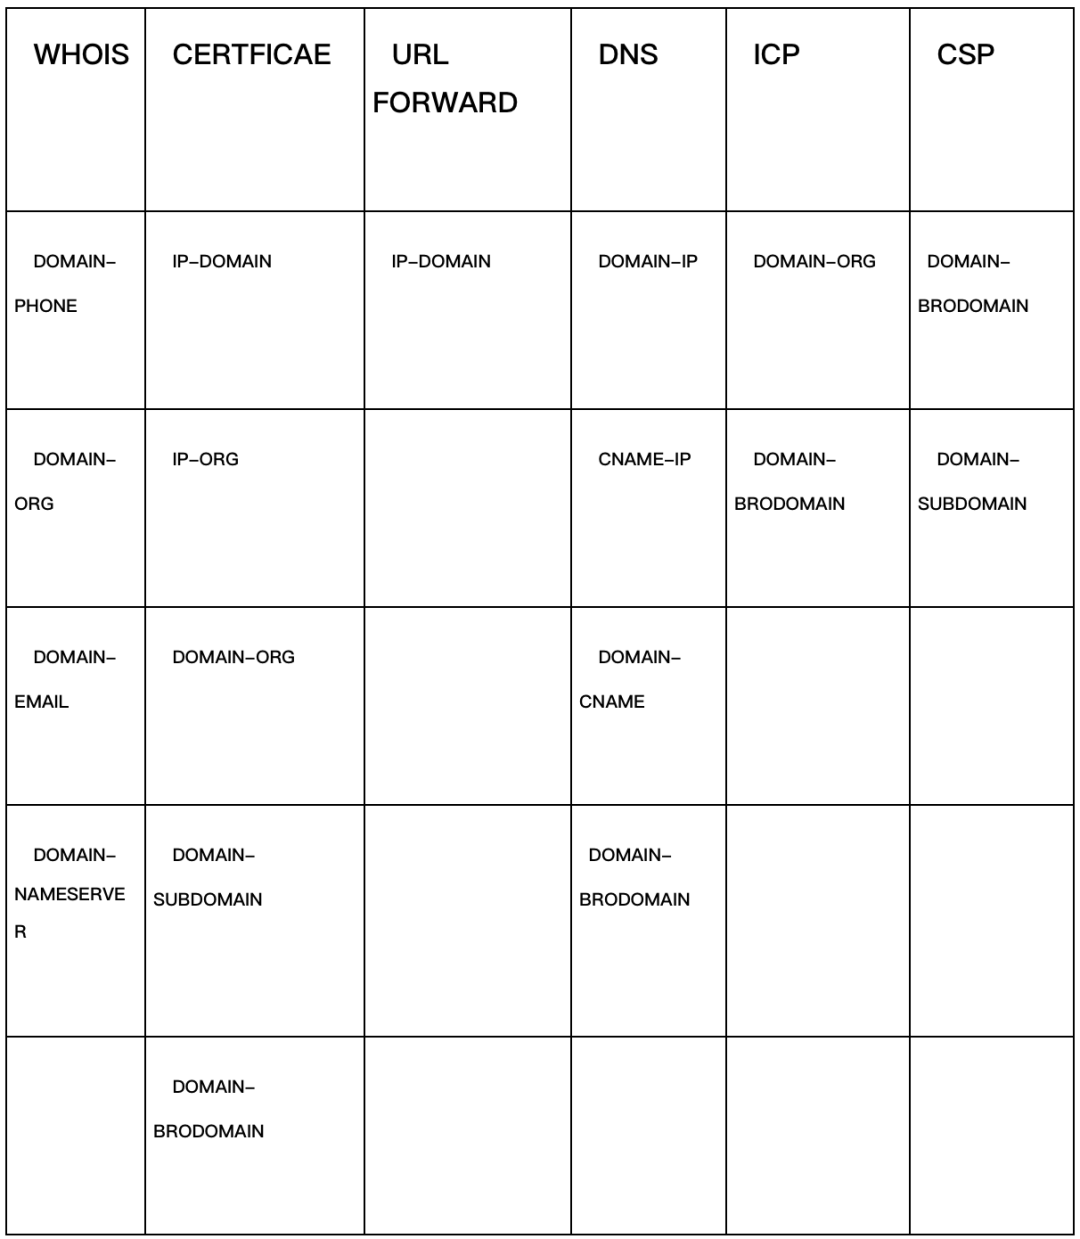 WHOIS
CERTFICAE
URL
FORWARD
DNS
ICP
CSP
DOMAIN–
PHONE
IP–DOMAIN
IP–DOMAIN
DOMAIN–IP
DOMAIN–ORG
DOMAIN–
BRODOMAIN
DOMAIN–
ORG
IP–ORG
CNAME–IP
DOMAIN–
BRODOMAIN
DOMAIN–
SUBDOMAIN
DOMAIN–
EMAIL
DOMAIN–ORG
DOMAIN–
CNAME
DOMAIN–
NAMESERVE
R
DOMAIN–
SUBDOMAIN
DOMAIN–
BRODOMAIN
DOMAIN–
BRODOMAIN